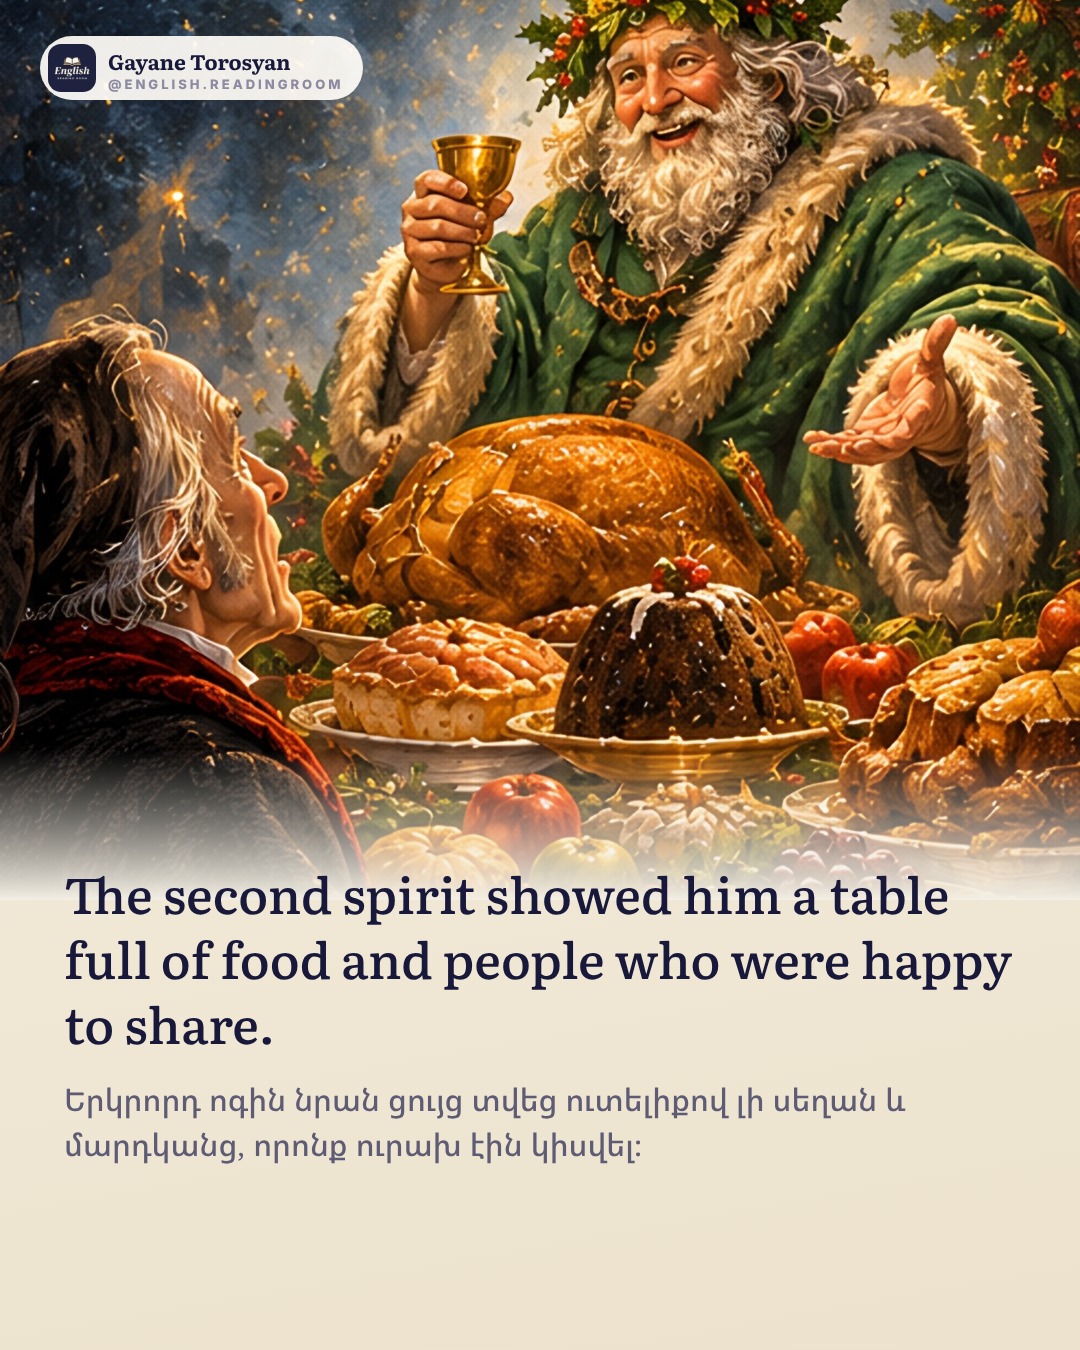 Gayane Torosyan
@ENGLISH.READINGROOM
English
The second spirit showed him a table
full of food and people who were happy
to share.
Երկրորդ ոգին նրան ցույց տվեց ուտելիքով լի սեղան և
մարդկանց, որոնք ուրախ էին կիսվել: